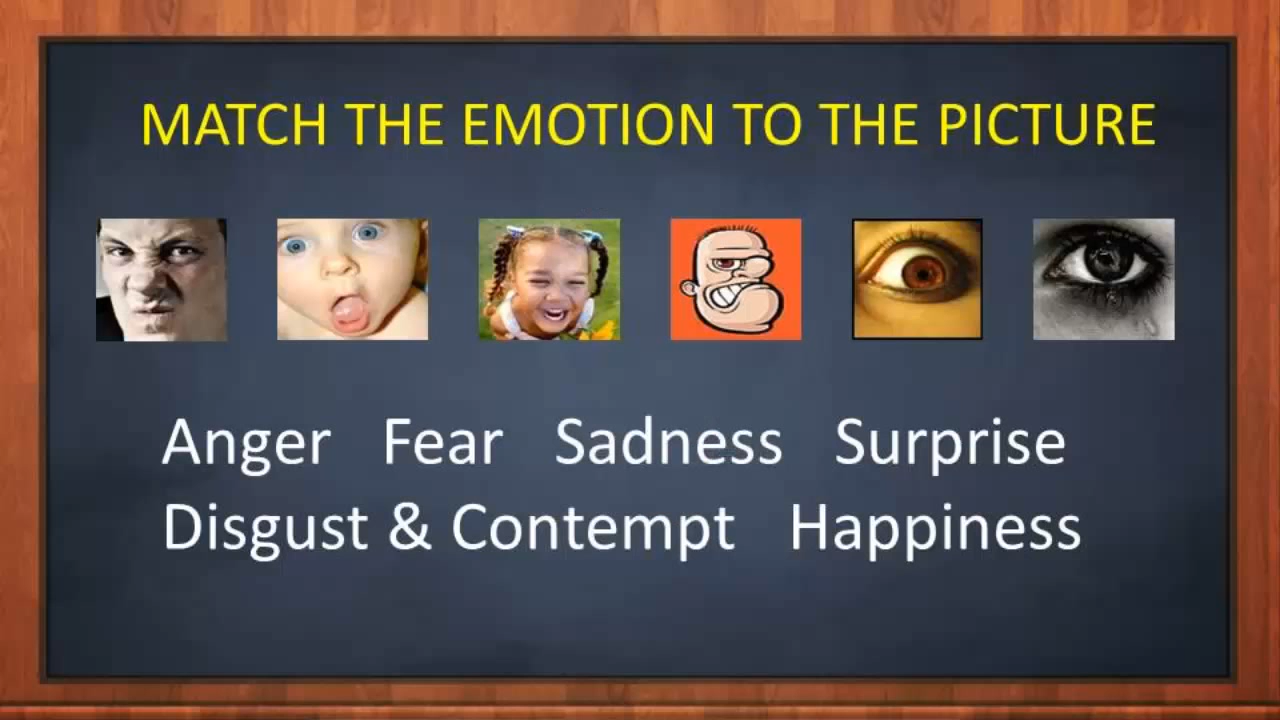 MATCH THE EMOTION TO THE PICTURE
Anger Fear Sadness Surprise
Disgust & Contempt Happiness